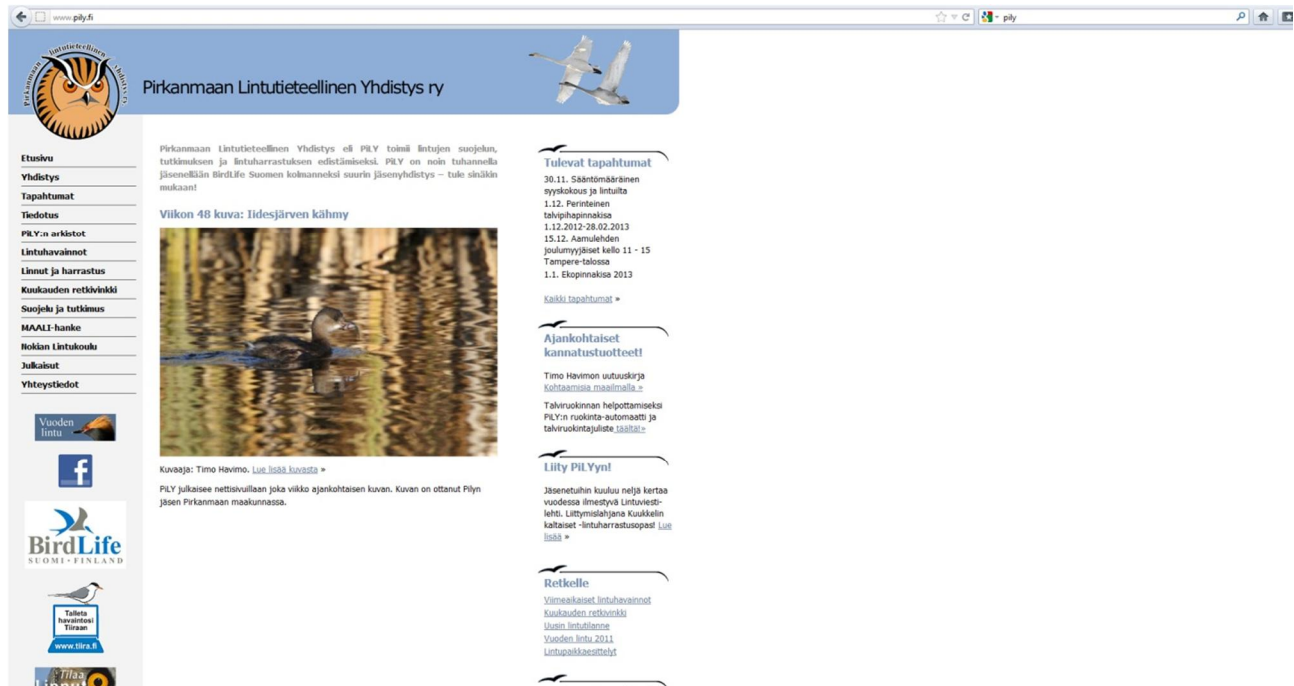 www.pily.fi
pily
Pirkanmaan lintutieteellinen yhdistys ry
Pirkanmaan Lintutieteellinen Yhdistys ry
Etusivu
Yhdistys
Tapahtumat
Tiedotus
PiLY:n arkistot
Lintuhavainnot
Linnut ja harrastus
Kuukauden retkivinkki
Suojelu ja tutkimus
MAALI-hanke
Nokian Lintukoulu
Julkaisut
Yhteystiedot
Vuoden
lintu
f
BirdLife
SUOMI • FINLAND
Talleta
havaintosi
Tiiraan
www.tiira.fi
Tilaa
Linnut
Pirkanmaan Lintutieteellinen Yhdistys eli PiLY toimii lintujen suojelun,
tutkimuksen ja lintuharrastuksen edistämiseksi. PiLY on noin tuhannella
jäsenellään BirdLife Suomen kolmanneksi suurin jäsenyhdistys – tule sinäkin
mukaan!
Viikon 48 kuva: Iidesjärven kähmy
Kuvaaja: Timo Havimo. Lue lisää kuvasta »
PiLY julkaisee nettisivuillaan joka viikko ajankohtaisen kuvan. Kuvan on ottanut Pilyn
jäsen Pirkanmaan maakunnassa.
Tulevat tapahtumat
30.11. Sääntömääräinen
syyskokous ja lintuilta
1.12. Perinteinen
talvipihapinnakisa
1.12.2012-28.02.2013
15.12. Aamulehden
joulumyyjäiset kello 11 - 15
Tampere-talossa
1.1. Ekopinnakisa 2013
Kaikki tapahtumat »
Ajankohtaiset
kannatustuotteet!
Timo Havimon uutuuskirja
Kohtaamisia maailmalla »
Talviruokinnan helpottamiseksi
PiLY:n ruokinta-automaatti ja
talviruokintajuliste täältä!»
Liity PiLYyn!
Jäsenetuihin kuuluu neljä kertaa
vuodessa ilmestyvä Lintuviesti-
lehti. Liittymislahjana Kuukkelin
kaltaiset -lintuharrastusopas! Lue
lisää »
Retkelle
Viimeaikaiset lintuhavainnot
Kuukauden retkivinkki
Uusin lintutilanne
Vuoden lintu 2011
Lintupaikkaesittelyt